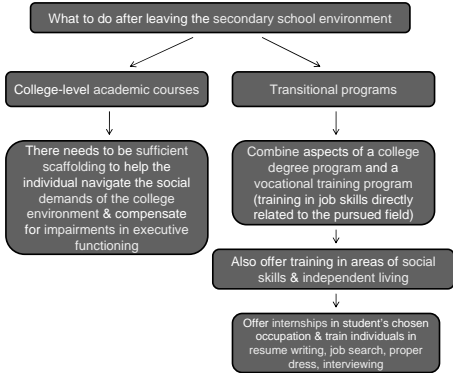 What to do after leaving the secondary school environment
College-level academic courses
Transitional programs
There needs to be sufficient
scaffolding to help the
individual navigate the social
demands of the college
environment & compensate
for impairments in executive
functioning
Combine aspects of a college
degree program and a
vocational training program
(training in job skills directly
related to the pursued field)
Also offer training in areas of social
skills & independent living
Offer internships in student's chosen
occupation & train individuals in
resume writing, job search, proper
dress, interviewing